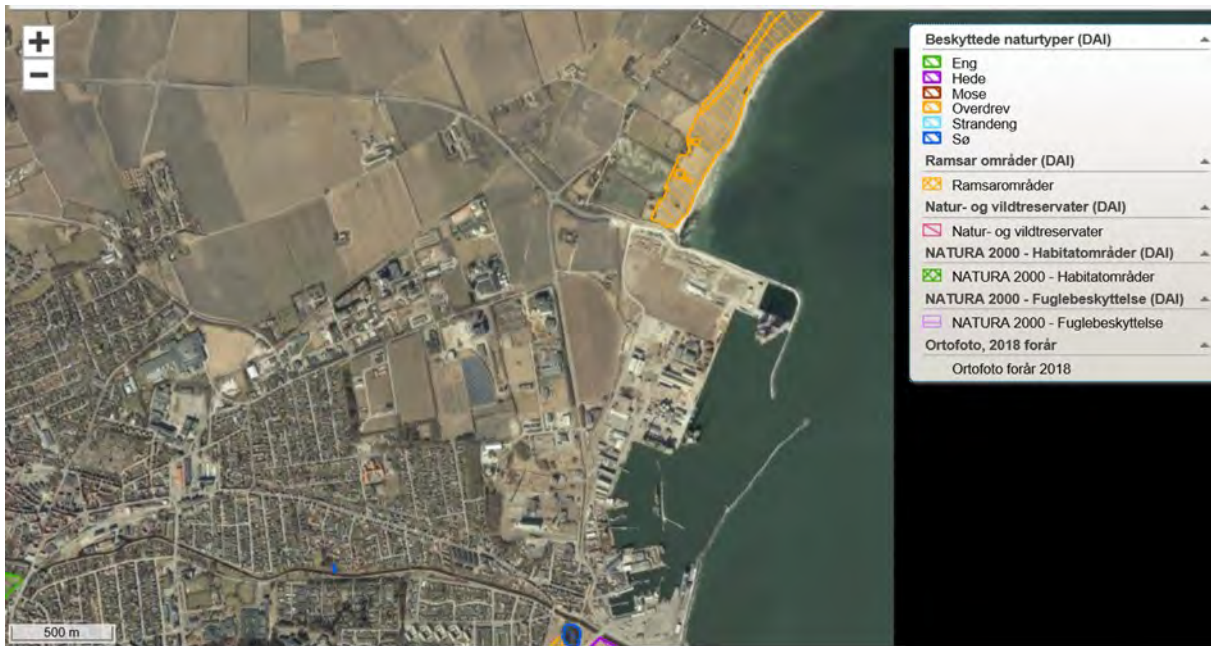 +
−
Beskyttede naturtyper (DAI)
Eng
Hede
Mose
Overdrev
Strandeng
Sø
Ramsar områder (DAI)
Ramsarområder
Natur- og vildtreservater (DAI)
Natur- og vildtreservater
NATURA 2000 - Habitatområder (DAI)
NATURA 2000 - Habitatområder
NATURA 2000 - Fuglebeskyttelse (DAI)
NATURA 2000 - Fuglebeskyttelse
Ortofoto, 2018 forår
Ortofoto forår 2018
500 m